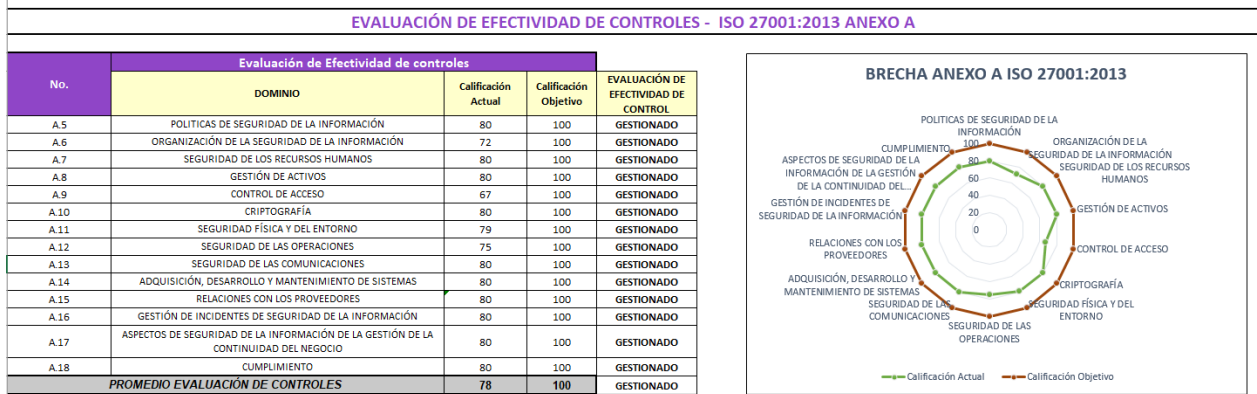 EVALUACIÓN DE EFECTIVIDAD DE CONTROLES - ISO 27001:2013 ANEXO A
No.
Evaluación de Efectividad de controles
DOMINIO
Calificación
Actual
Calificación
Objetivo
EVALUACIÓN DE
EFECTIVIDAD DE
CONTROL
A.5 POLITICAS DE SEGURIDAD DE LA INFORMACIÓN 80 100 GESTIONADO
A.6 ORGANIZACIÓN DE LA SEGURIDAD DE LA INFORMACIÓN 72 100 GESTIONADO
A.7 SEGURIDAD DE LOS RECURSOS HUMANOS 80 100 GESTIONADO
A.8 GESTIÓN DE ACTIVOS 80 100 GESTIONADO
A.9 CONTROL DE ACCESO 67 100 GESTIONADO
A.10 CRIPTOGRAFÍA 80 100 GESTIONADO
A.11 SEGURIDAD FÍSICA Y DEL ENTORNO 79 100 GESTIONADO
A.12 SEGURIDAD DE LAS OPERACIONES 75 100 GESTIONADO
A.13 SEGURIDAD DE LAS COMUNICACIONES 80 100 GESTIONADO
A.14 ADQUISICIÓN, DESARROLLO Y MANTENIMIENTO DE SISTEMAS 80 100 GESTIONADO
A.15 RELACIONES CON LOS PROVEEDORES 80 100 GESTIONADO
A.16 GESTIÓN DE INCIDENTES DE SEGURIDAD DE LA INFORMACIÓN 80 100 GESTIONADO
A.17 ASPECTOS DE SEGURIDAD DE LA INFORMACIÓN DE LA GESTIÓN DE LA
CONTINUIDAD DEL NEGOCIO 80 100 GESTIONADO
A.18 CUMPLIMIENTO 80 100 GESTIONADO
PROMEDIO EVALUACIÓN DE CONTROLES 78 100 GESTIONADO
BRECHA ANEXO A ISO 27001:2013
POLITICAS DE SEGURIDAD DE LA
INFORMACIÓN
ORGANIZACIÓN DE LA
SEGURIDAD DE LA INFORMACIÓN
SEGURIDAD DE LOS RECURSOS
HUMANOS
GESTIÓN DE ACTIVOS
CONTROL DE ACCESO
CRIPTOGRAFÍA
SEGURIDAD FÍSICA Y DEL
ENTORNO
SEGURIDAD DE LAS
OPERACIONES
SEGURIDAD DE LAS
COMUNICACIONES
ADQUISICIÓN, DESARROLLO Y
MANTENIMIENTO DE SISTEMAS
RELACIONES CON LOS
PROVEEDORES
GESTIÓN DE INCIDENTES DE
SEGURIDAD DE LA INFORMACIÓN
ASPECTOS DE SEGURIDAD DE LA
INFORMACIÓN DE LA GESTIÓN
DE LA CONTINUIDAD DEL...
CUMPLIMIENTO
100
80
60
40
20
0
Calificación Actual
Calificación Objetivo